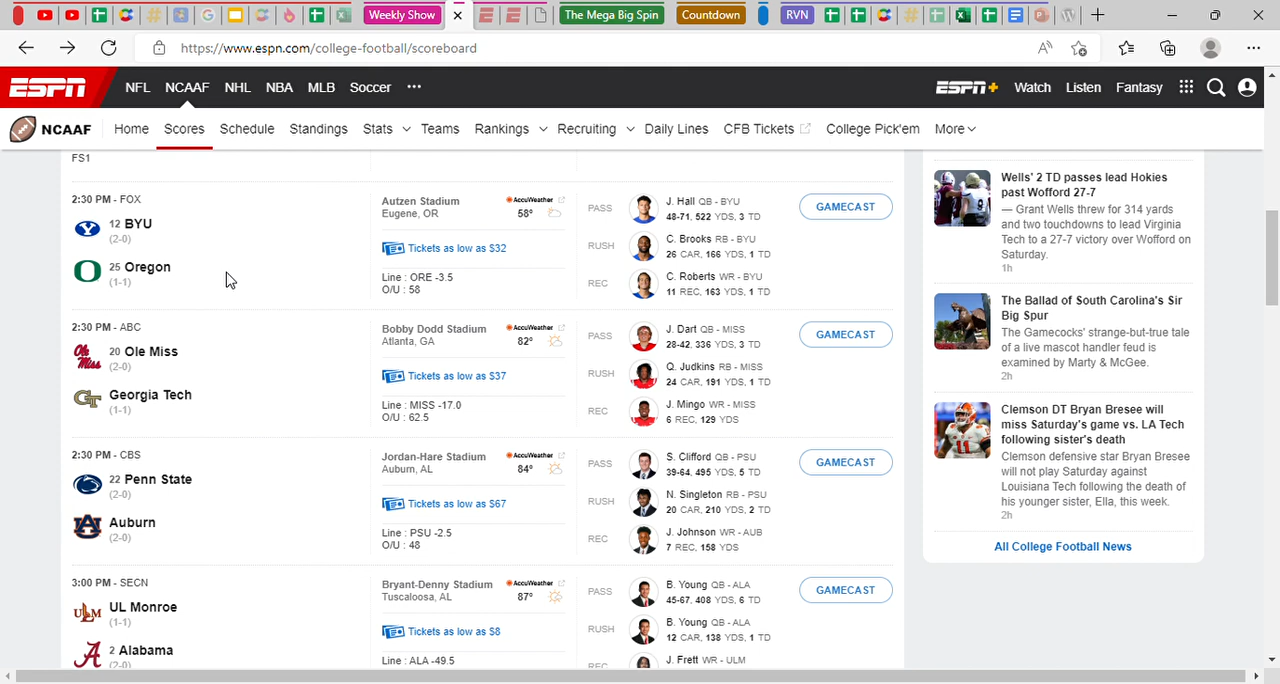 Weekly Show
The Mega Big Spin
Countdown
RVN
https://www.espn.com/college-football/scoreboard
ESPN
NFL NCAAF NHL NBA MLB Soccer
ESPN+ Watch Listen Fantasy
NCAAF Home Scores Schedule Standings Stats Teams Rankings Recruiting Daily Lines CFB Tickets College Pick'em More
FS1
2:30 PM - FOX
12 BYU
(2-0)
25 Oregon
(1-1)
Autzen Stadium
Eugene, OR
AccuWeather
58°
Tickets as low as $32
Line : ORE -3.5
O/U : 58
PASS
J. Hall QB - BYU
48-71, 522 YDS, 3 TD
RUSH
C. Brooks RB - BYU
26 CAR, 166 YDS, 1 TD
REC
C. Roberts WR - BYU
11 REC, 163 YDS, 1 TD
GAMECAST
2:30 PM - ABC
20 Ole Miss
(2-0)
Georgia Tech
(1-1)
Bobby Dodd Stadium
Atlanta, GA
AccuWeather
82°
Tickets as low as $37
Line : MISS -17.0
O/U : 62.5
PASS
J. Dart QB - MISS
28-42, 336 YDS, 3 TD
RUSH
Q. Judkins RB - MISS
24 CAR, 191 YDS, 1 TD
REC
J. Mingo WR - MISS
6 REC, 129 YDS
GAMECAST
2:30 PM - CBS
22 Penn State
(2-0)
Auburn
(2-0)
Jordan-Hare Stadium
Auburn, AL
AccuWeather
84°
Tickets as low as $67
Line : PSU -2.5
O/U : 48
PASS
S. Clifford QB - PSU
39-64, 495 YDS, 5 TD
RUSH
N. Singleton RB - PSU
20 CAR, 210 YDS, 2 TD
REC
J. Johnson WR - AUB
7 REC, 158 YDS
GAMECAST
3:00 PM - SECN
UL Monroe
(1-1)
2 Alabama
(2-0)
Bryant-Denny Stadium
Tuscaloosa, AL
AccuWeather
87°
Tickets as low as $8
Line : ALA -49.5
PASS
B. Young QB - ALA
45-67, 408 YDS, 6 TD
RUSH
B. Young QB - ALA
12 CAR, 138 YDS, 1 TD
REC
J. Frett WR - ULM
GAMECAST
Wells' 2 TD passes lead Hokies
past Wofford 27-7
— Grant Wells threw for 314 yards
and two touchdowns to lead Virginia
Tech to a 27-7 victory over Wofford on
Saturday.
1h
The Ballad of South Carolina's Sir
Big Spur
The Gamecocks' strange-but-true tale
of a live mascot handler feud is
examined by Marty & McGee.
2h
Clemson DT Bryan Bresee will
miss Saturday's game vs. LA Tech
following sister's death
Clemson defensive star Bryan Bresee
will not play Saturday against
Louisiana Tech following the death of
his younger sister, Ella, this week.
2h
All College Football News